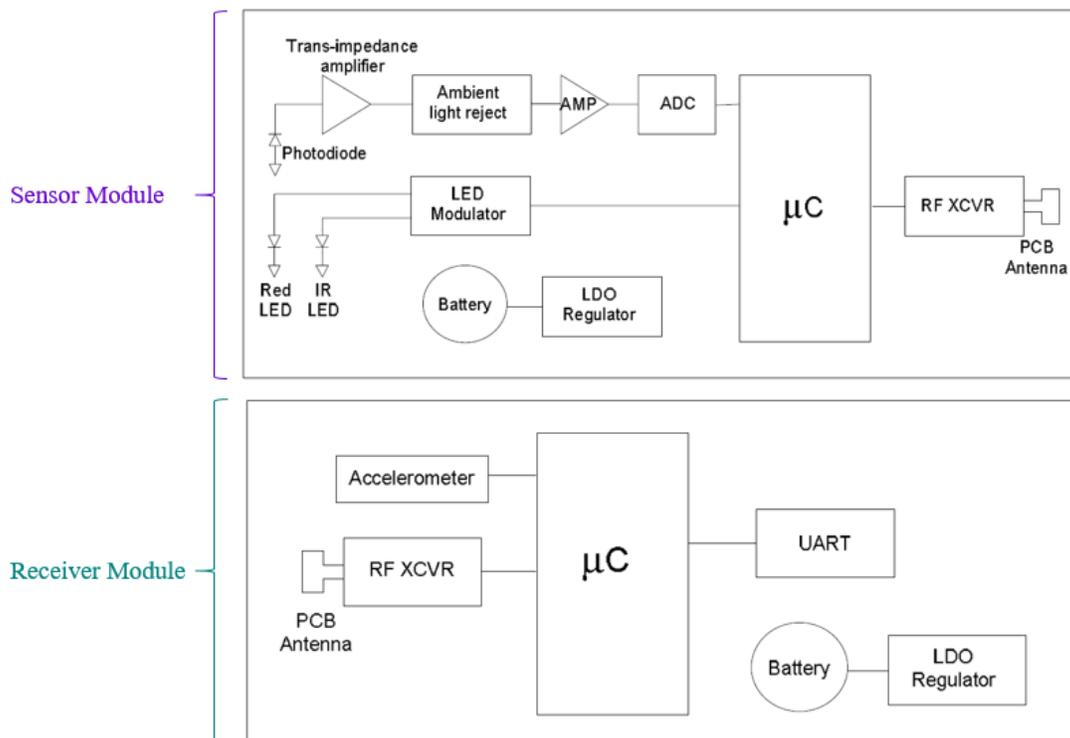 Sensor Module
Trans-impedance
amplifier
Ambient
light reject
AMP
ADC
Photodiode
LED
Modulator
μC
RF XCVR
PCB
Antenna
Red
LED
IR
LED
Battery
LDO
Regulator
Receiver Module
Accelerometer
RF XCVR
PCB
Antenna
μC
UART
Battery
LDO
Regulator